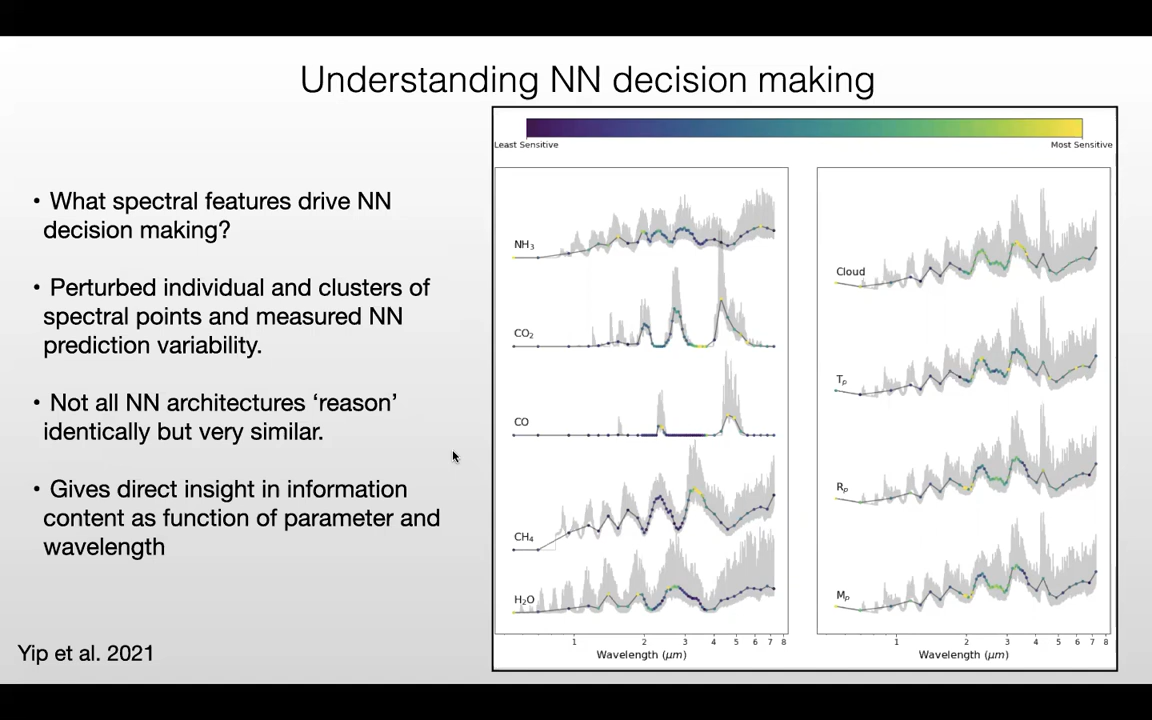 Understanding NN decision making
• What spectral features drive NN
decision making?
• Perturbed individual and clusters of
spectral points and measured NN
prediction variability.
• Not all NN architectures ‘reason’
identically but very similar.
• Gives direct insight in information
content as function of parameter and
wavelength
Yip et al. 2021
Least Sensitive
Most Sensitive
NH3
CO2
CO
CH4
H2O
1 2 3 4 5 6 7 8
Wavelength (μm)
Cloud
Tp
Rp
Mp
1 2 3 4 5 6 7 8
Wavelength (μm)